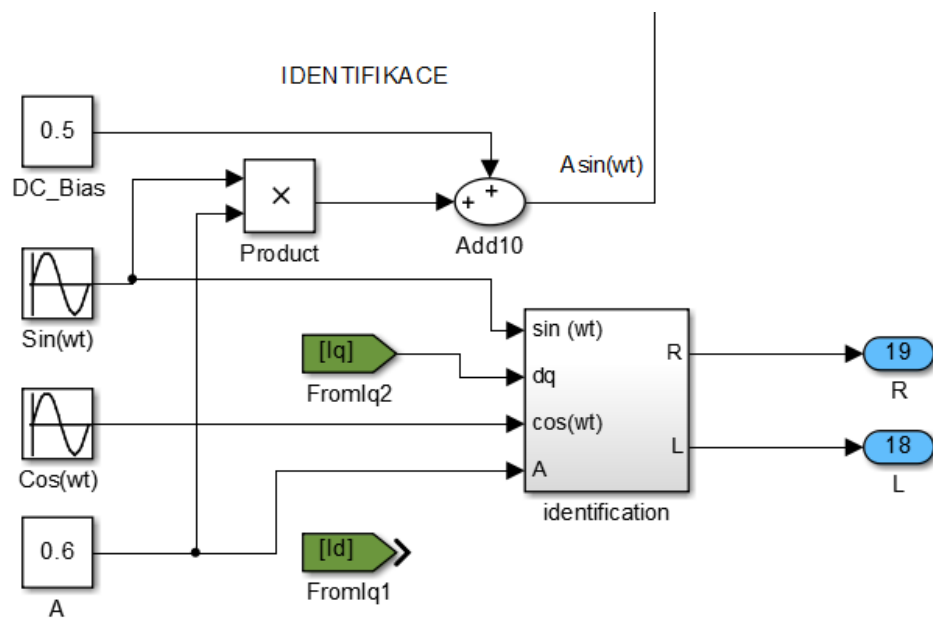 IDENTIFIKACE
0.5
DC_Bias
Asin(wt)
×
Product
+
+
Add10
Sin(wt)
sin (wt)
dq
cos(wt)
A
R
L
identification
[Iq]
FromIq2
19
R
18
L
Cos(wt)
0.6
A
[Id]
FromIq1